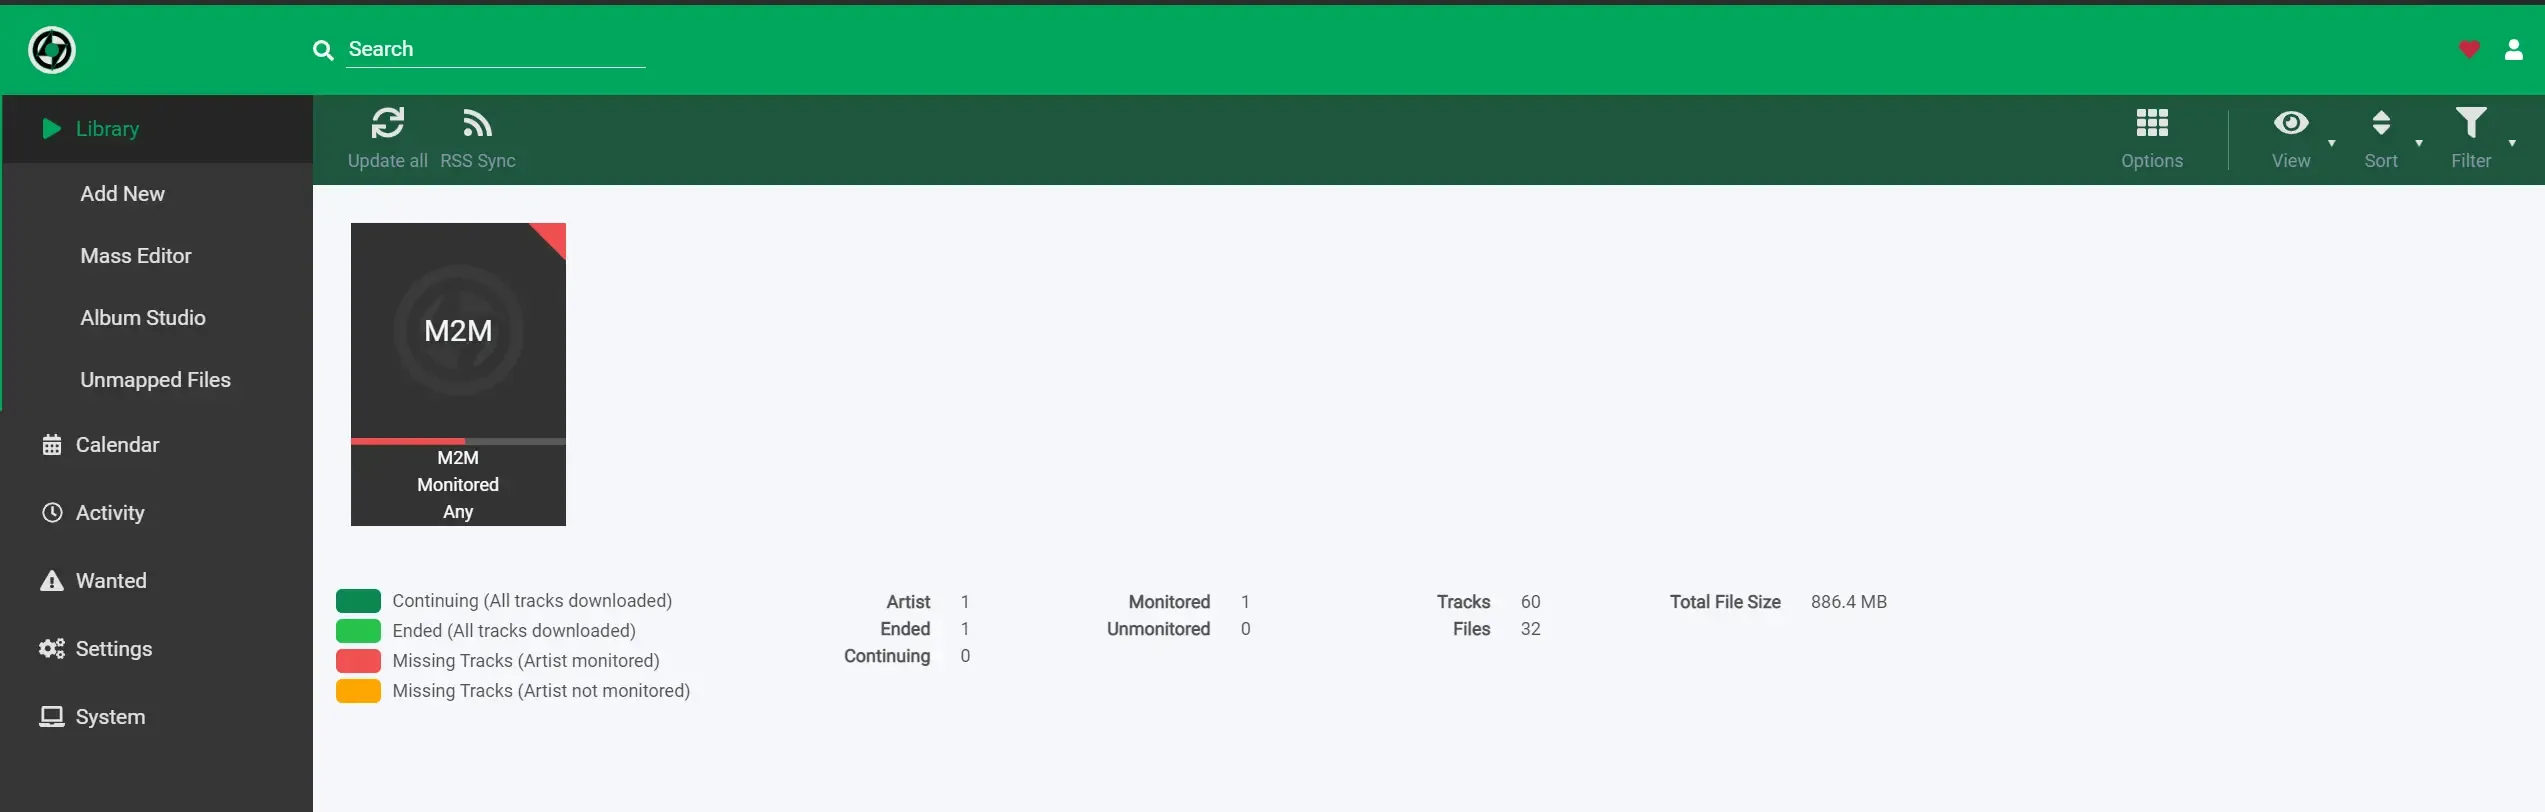 Search
Library
Add New
Mass Editor
Album Studio
Unmapped Files
Calendar
Activity
Wanted
Settings
System
Update all
RSS Sync
Options
View
Sort
Filter
M2M
M2M
Monitored
Any
Continuing (All tracks downloaded)
Ended (All tracks downloaded)
Missing Tracks (Artist monitored)
Missing Tracks (Artist not monitored)
Artist 1
Ended 1
Continuing 0
Monitored 1
Unmonitored 0
Tracks 60
Files 32
Total File Size 886.4 MB